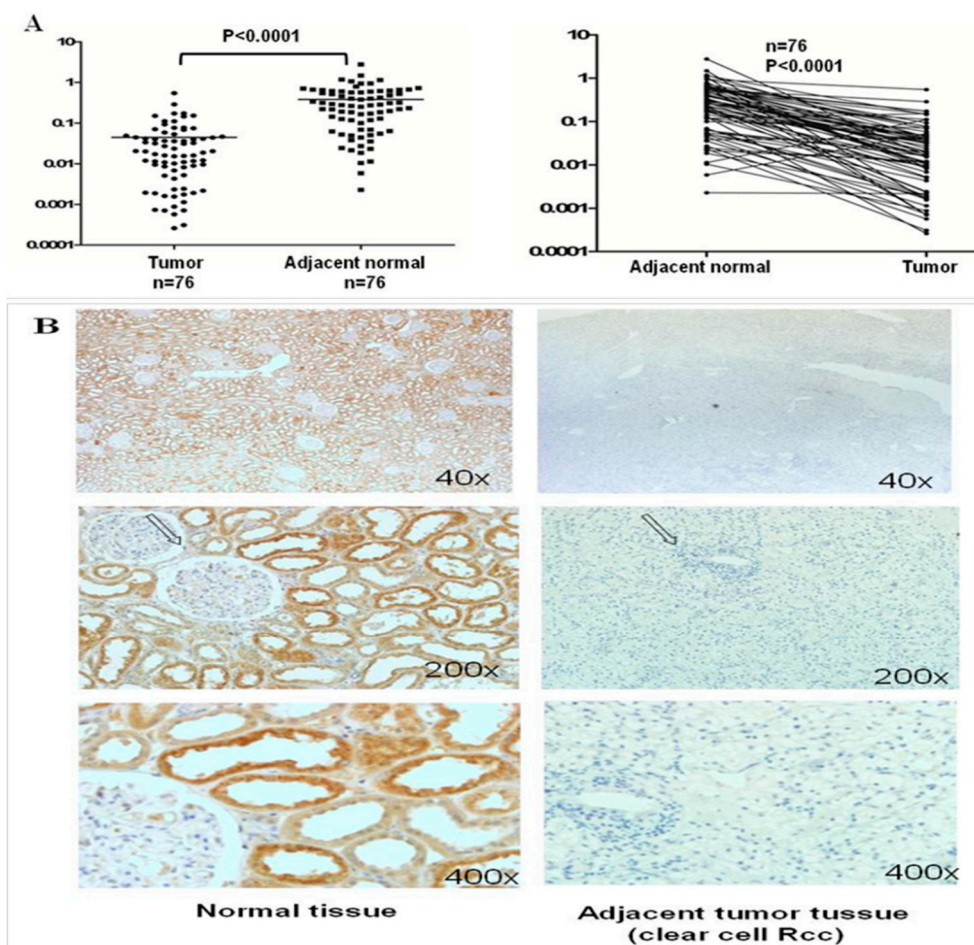 A
P<0.0001
10
1
0.1
0.01
0.001
0.0001
Tumor
n=76
Adjacent normal
n=76
n=76
P<0.0001
10
1
0.1
0.01
0.001
0.0001
Adjacent normal
Tumor
B
40x
40x
200x
200x
400x
400x
Normal tissue
Adjacent tumor tussue
(clear cell Rcc)